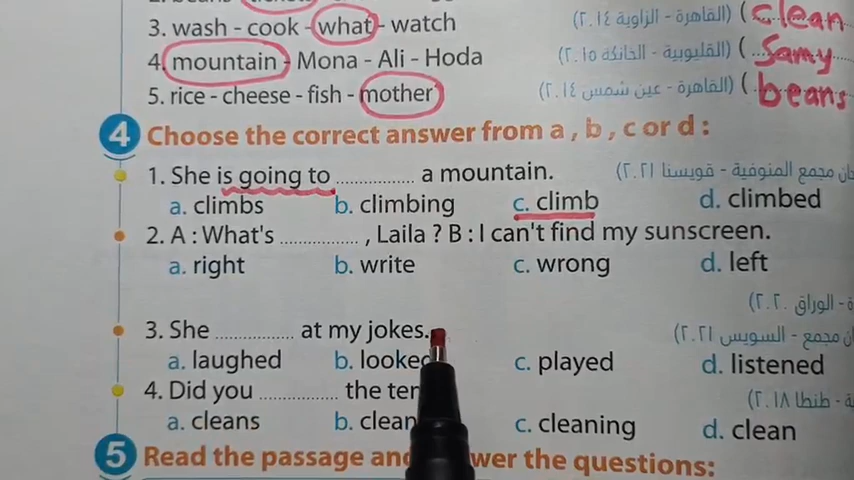 3. wash - cook - what - watch (القاهرة - الزاوية ٢٠١٤) ( clean
4. mountain - Mona - Ali - Hoda (القليوبية - الخانكة ٢٠١٥) ( Samy
5. rice - cheese - fish - mother (القاهرة - عين شمس ٢٠١٤) ( beans
4 Choose the correct answer from a , b , c or d :
1. She is going to ............... a mountain. مجمع المنوفية - قويسنا ٢٠٢١)
a. climbs b. climbing c. climb d. climbed
2. A : What's ............... , Laila ? B : I can't find my sunscreen.
a. right b. write c. wrong d. left
- الوراق ٢٠٢٠)
3. She ............... at my jokes. مجمع - السويس ٢٠٢١)
a. laughed b. looked c. played d. listened
4. Did you ............... the - طنطا ٢٠١٨)
a. cleans b. clean c. cleaning d. clean
5 Read the passage and the questions: